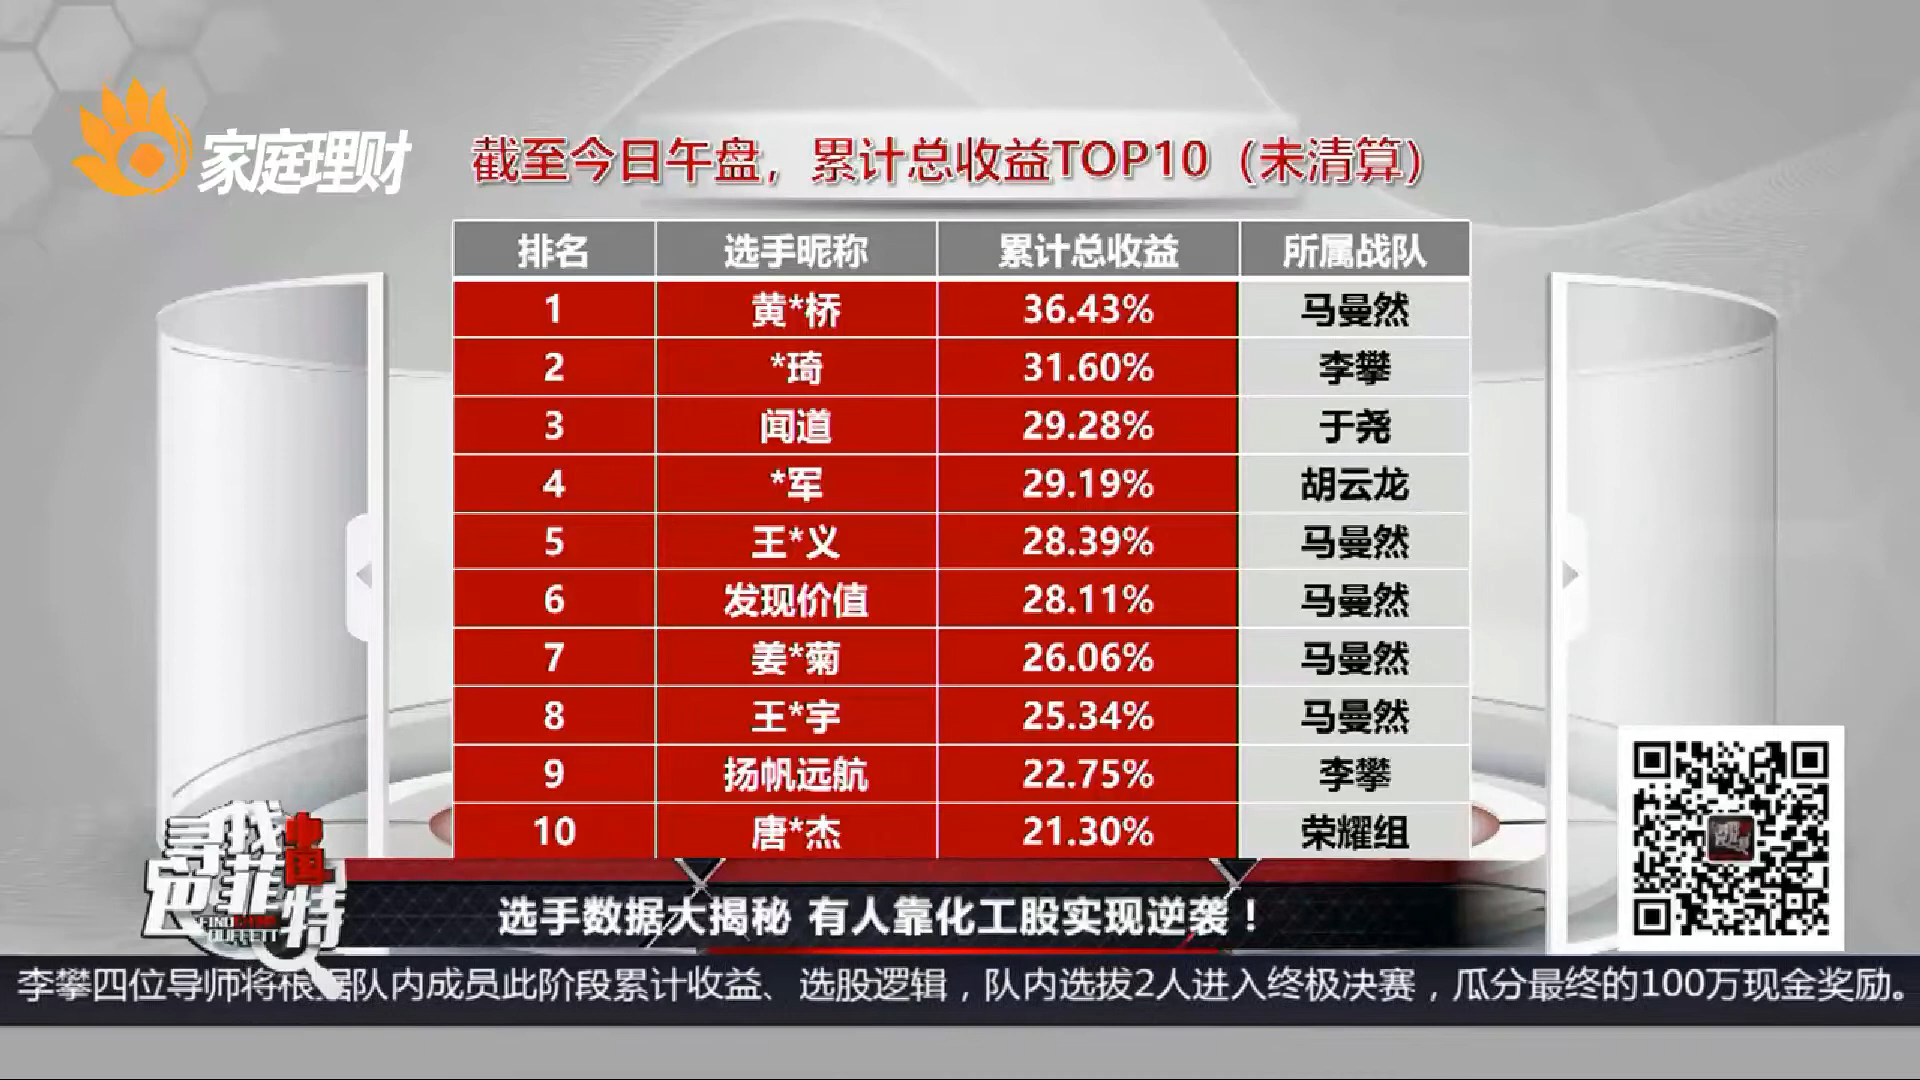 家庭理财
截至今日午盘，累计总收益TOP10（未清算）
排名 选手昵称 累计总收益 所属战队
1 黄*桥 36.43% 马曼然
2 *琦 31.60% 李攀
3 闻道 29.28% 于尧
4 *军 29.19% 胡云龙
5 王*义 28.39% 马曼然
6 发现价值 28.11% 马曼然
7 姜*菊 26.06% 马曼然
8 王*宇 25.34% 马曼然
9 扬帆远航 22.75% 李攀
10 唐*杰 21.30% 荣耀组
寻找中国
巴菲特
选手数据大揭秘 有人靠化工股实现逆袭！
李攀四位导师将根据队内成员此阶段累计收益、选股逻辑，队内选拔2人进入终极决赛，瓜分最终的100万现金奖励。